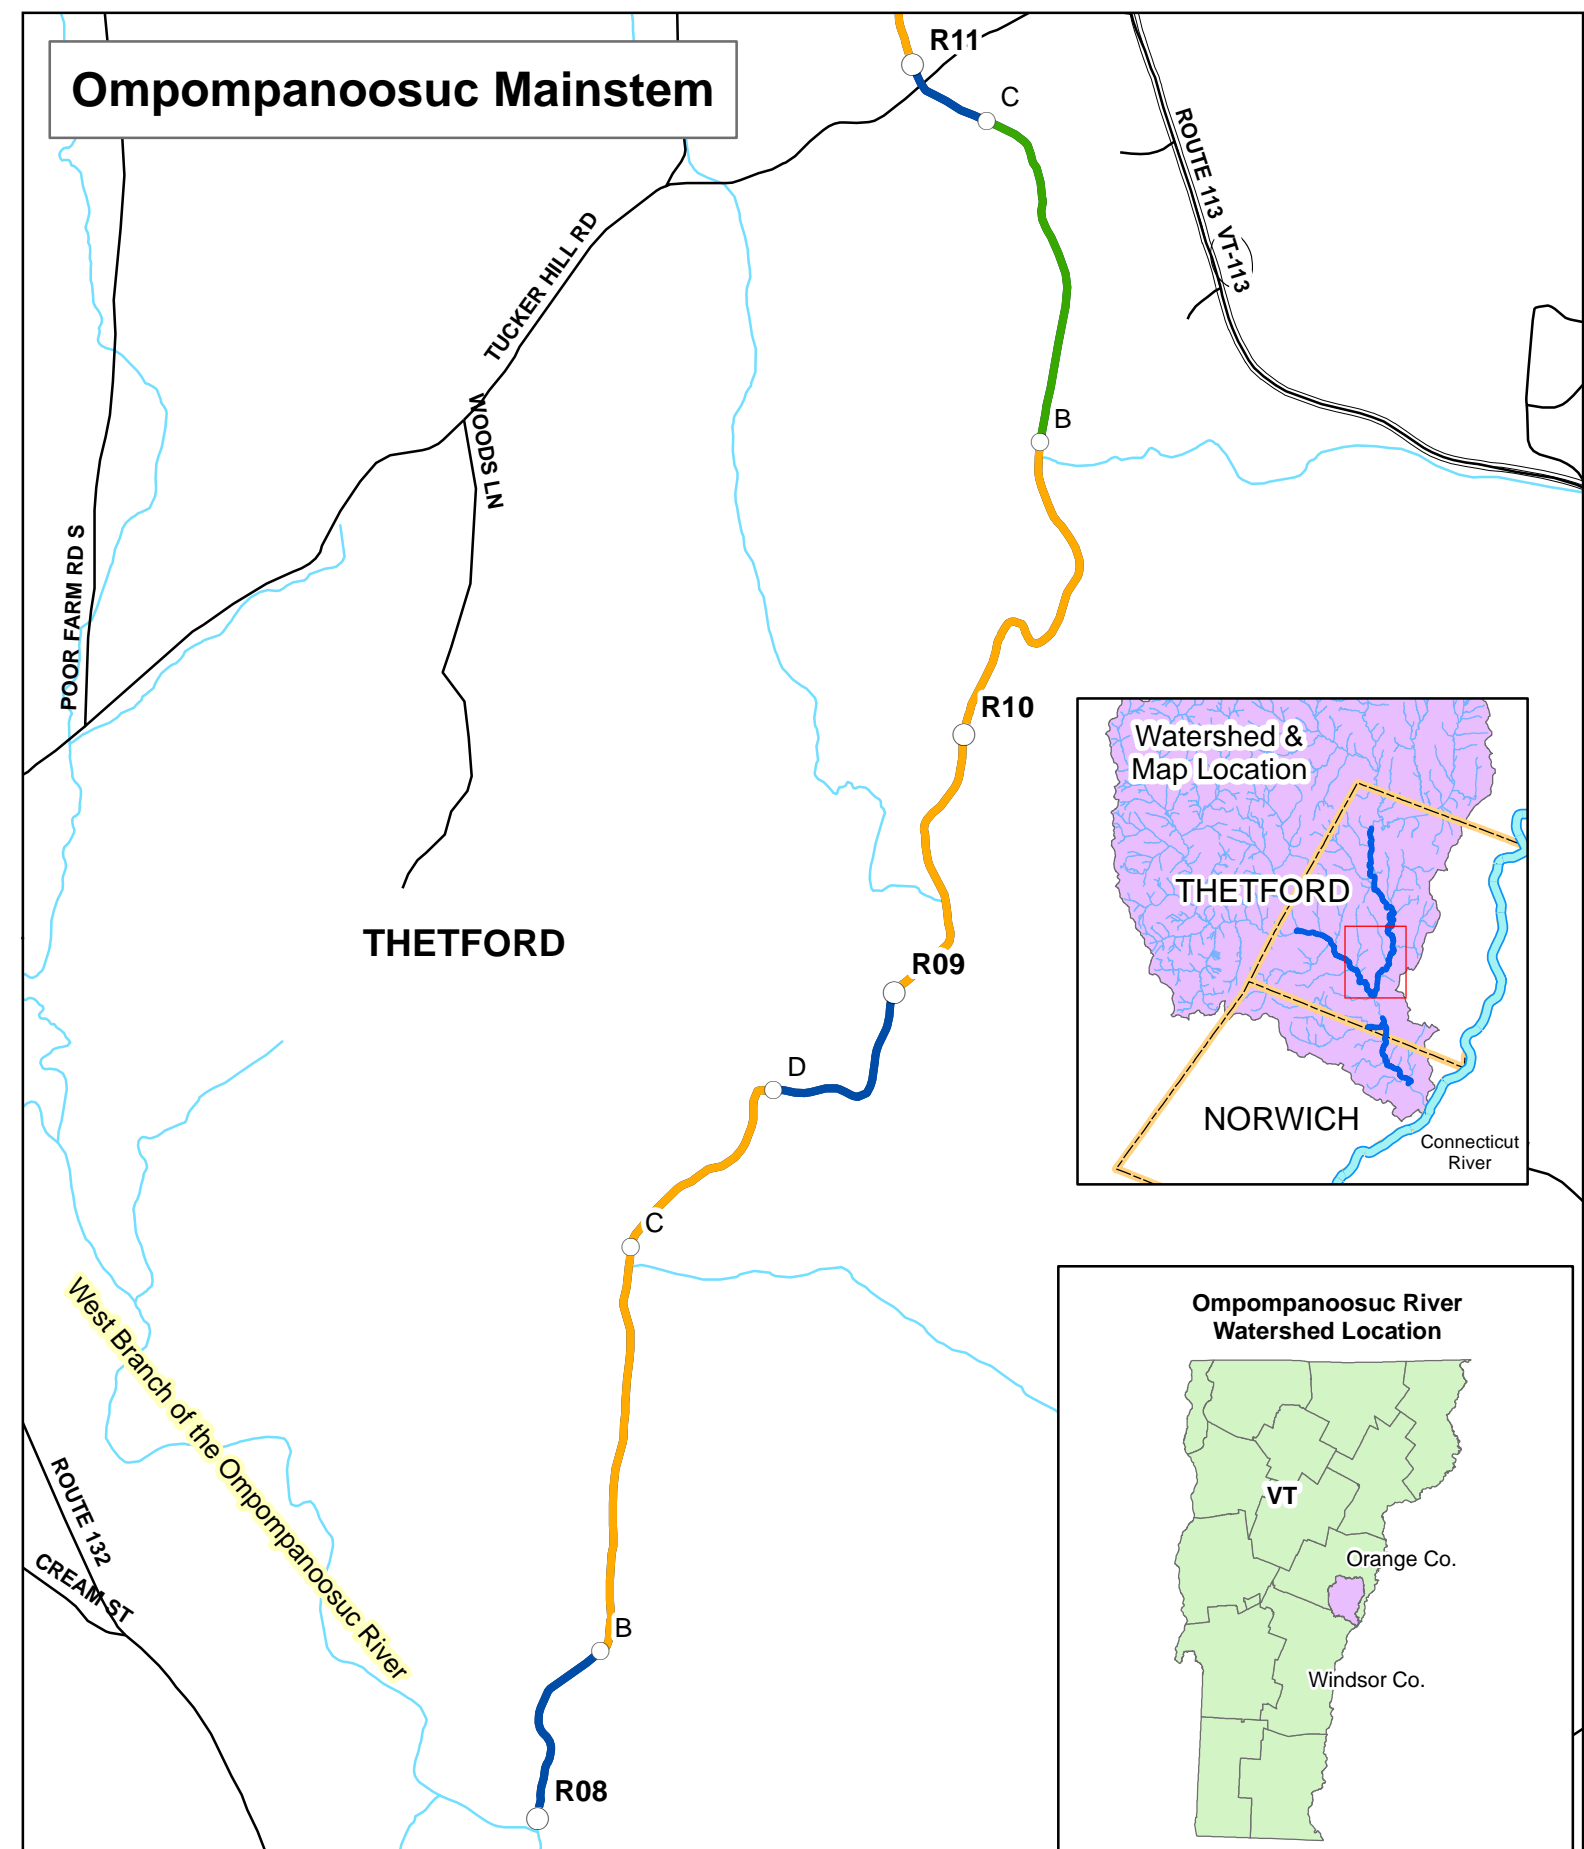 Ompompanoosuc Mainstem
R11
C
ROUTE 113
VT-113
TUCKER HILL RD
WOODS LN
B
POOR FARM RD S
R10
THETFORD
R09
D
C
West Branch of the Ompompanoosuc River
ROUTE 132
CREAM ST
B
R08
Watershed &
Map Location
THETFORD
NORWICH
Connecticut
River
Ompompanoosuc River
Watershed Location
VT
Orange Co.
Windsor Co.